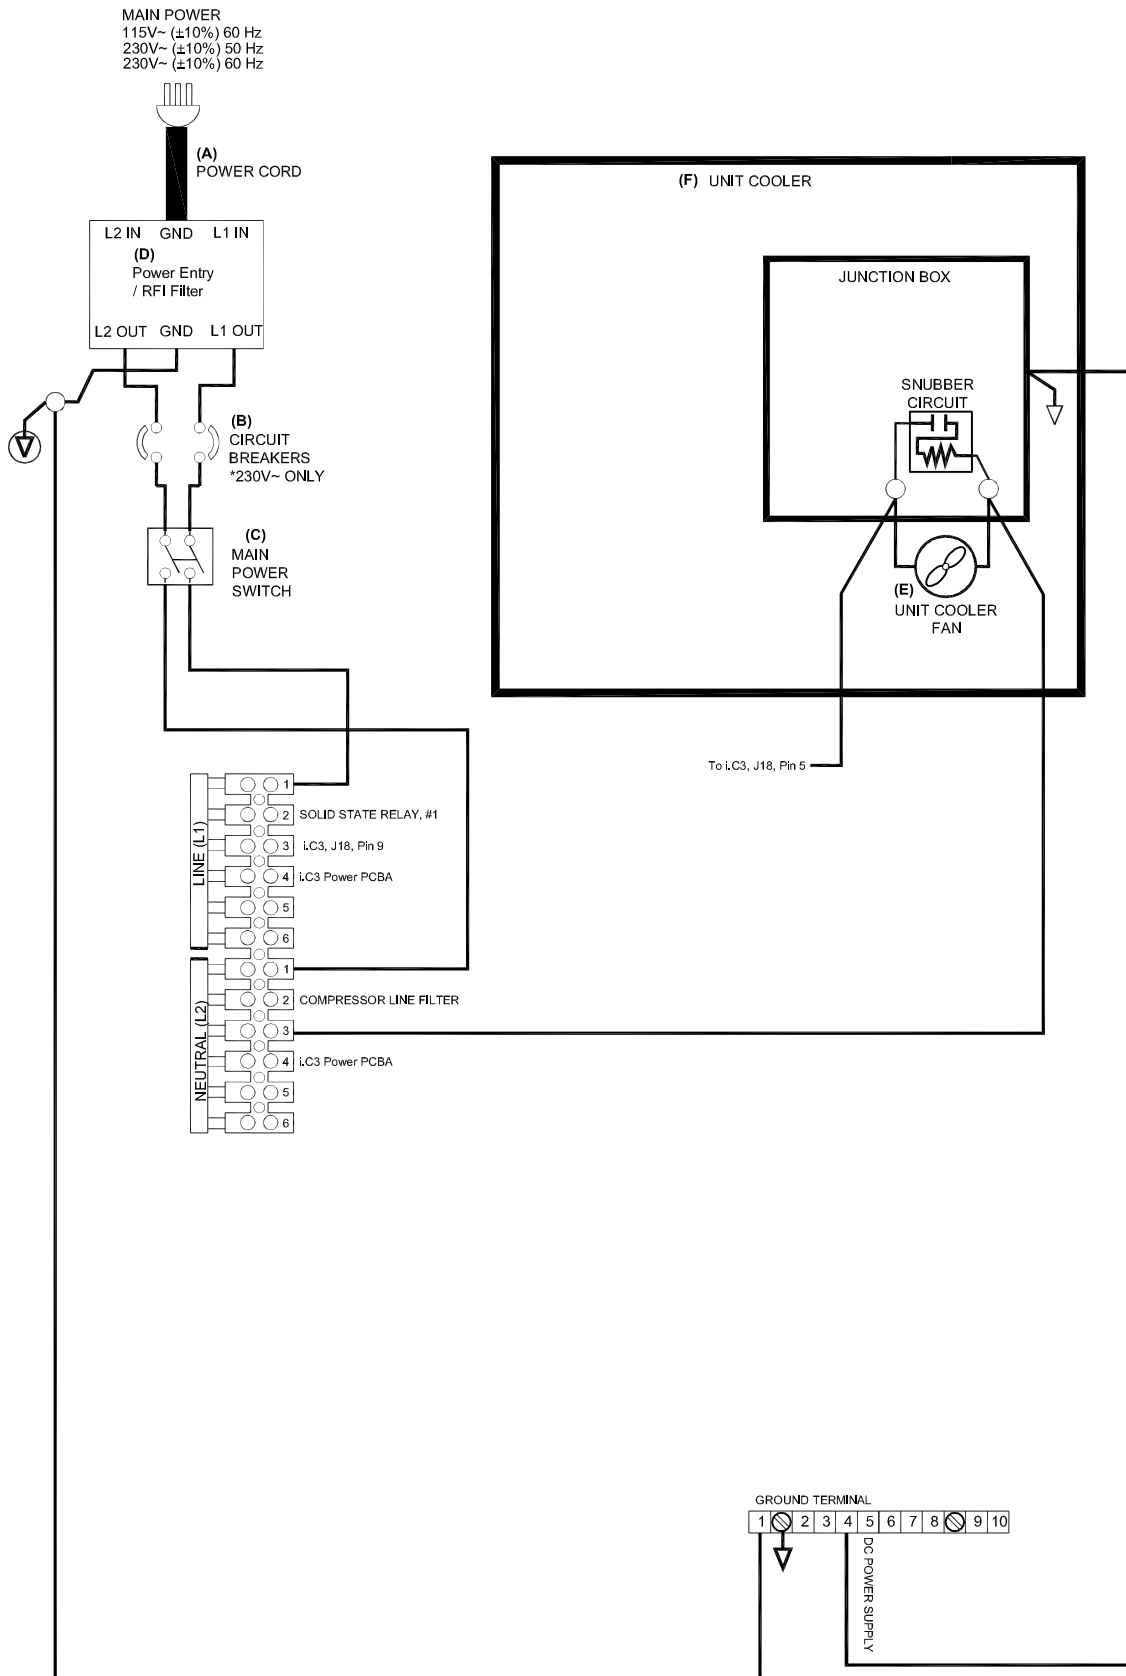 MAIN POWER
115V~ (±10%) 60 Hz
230V~ (±10%) 50 Hz
230V~ (±10%) 60 Hz
(A)
POWER CORD
L2 IN GND L1 IN
(D)
Power Entry
/ RFI Filter
L2 OUT GND L1 OUT
(B)
CIRCUIT
BREAKERS
*230V~ ONLY
(C)
MAIN
POWER
SWITCH
(F) UNIT COOLER
JUNCTION BOX
SNUBBER
CIRCUIT
(E)
UNIT COOLER
FAN
To i.C3, J18, Pin 5
LINE (L1)
1
2 SOLID STATE RELAY, #1
3 i.C3, J18, Pin 9
4 i.C3 Power PCBA
5
6
NEUTRAL (L2)
1
2 COMPRESSOR LINE FILTER
3
4 i.C3 Power PCBA
5
6
GROUND TERMINAL
1 2 3 4 5 6 7 8 9 10
DC POWER SUPPLY